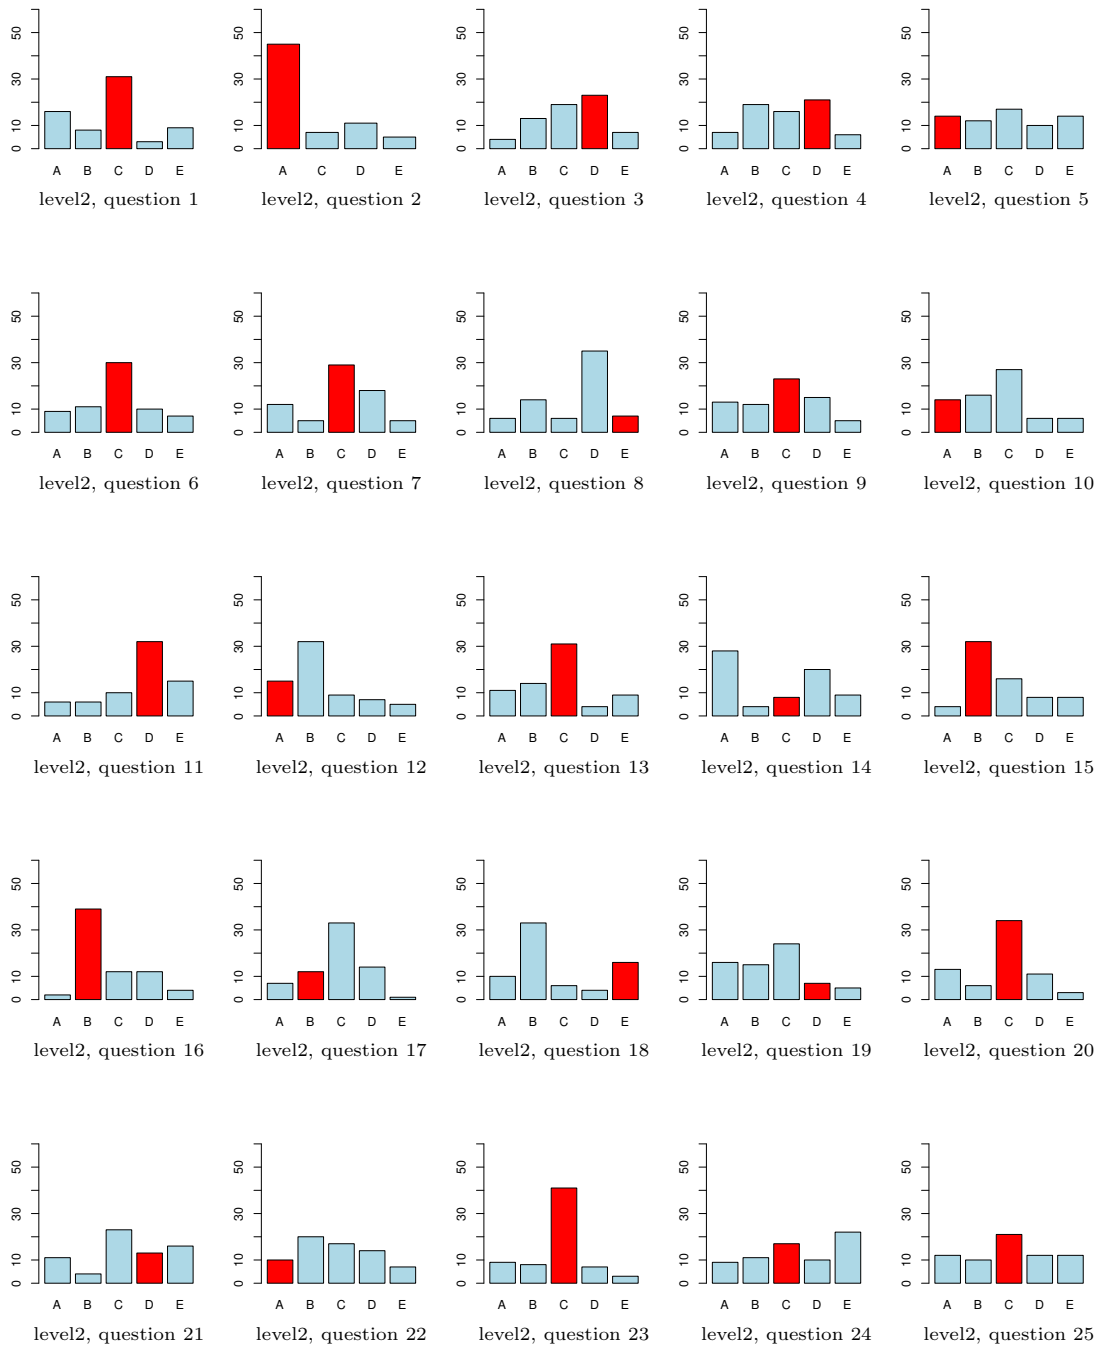 0 10 30 50
A B C D E
level2, question 1
0 10 30 50
A C D E
level2, question 2
0 10 30 50
A B C D E
level2, question 3
0 10 30 50
A B C D E
level2, question 4
0 10 30 50
A B C D E
level2, question 5
0 10 30 50
A B C D E
level2, question 6
0 10 30 50
A B C D E
level2, question 7
0 10 30 50
A B C D E
level2, question 8
0 10 30 50
A B C D E
level2, question 9
0 10 30 50
A B C D E
level2, question 10
0 10 30 50
A B C D E
level2, question 11
0 10 30 50
A B C D E
level2, question 12
0 10 30 50
A B C D E
level2, question 13
0 10 30 50
A B C D E
level2, question 14
0 10 30 50
A B C D E
level2, question 15
0 10 30 50
A B C D E
level2, question 16
0 10 30 50
A B C D E
level2, question 17
0 10 30 50
A B C D E
level2, question 18
0 10 30 50
A B C D E
level2, question 19
0 10 30 50
A B C D E
level2, question 20
0 10 30 50
A B C D E
level2, question 21
0 10 30 50
A B C D E
level2, question 22
0 10 30 50
A B C D E
level2, question 23
0 10 30 50
A B C D E
level2, question 24
0 10 30 50
A B C D E
level2, question 25